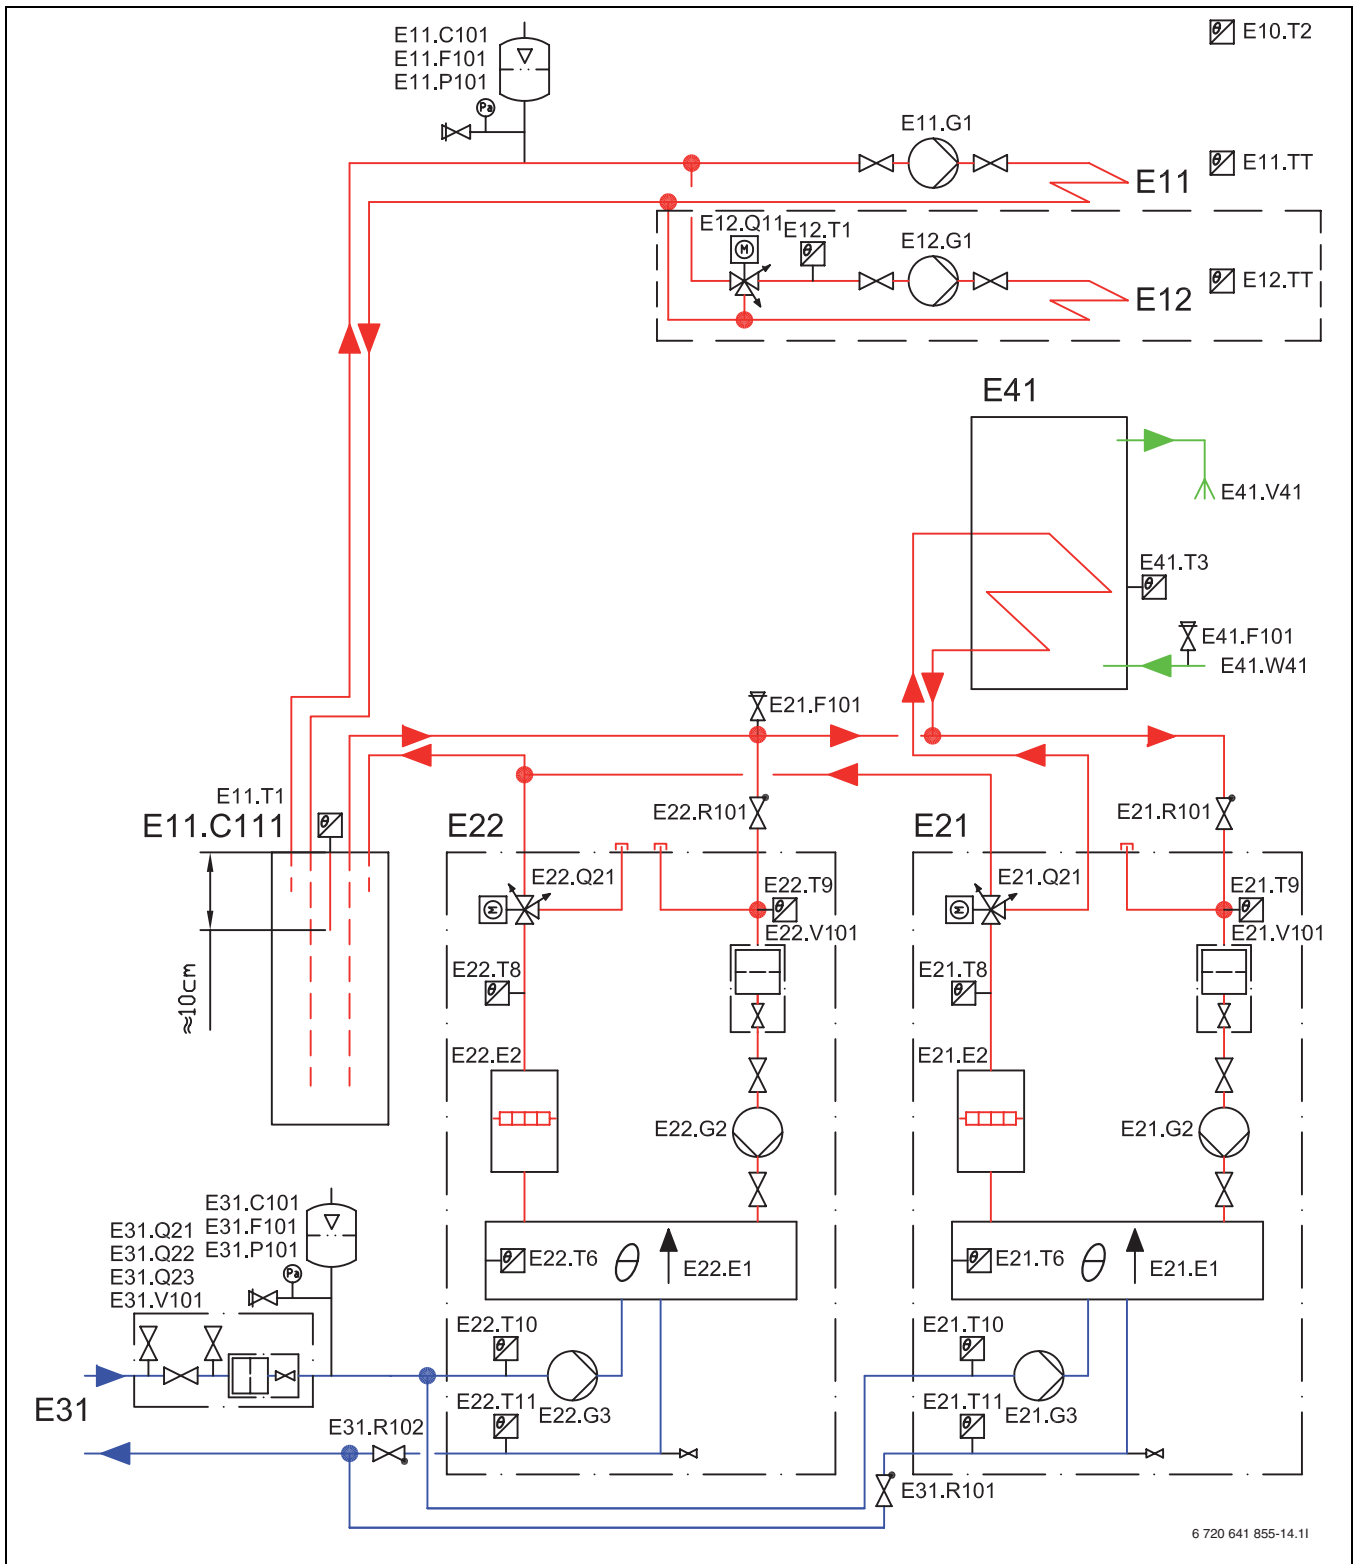 E11.C101
E11.F101
E11.P101
Pa
E10.T2
θ
E11.G1
E11
E11.TT
θ
E12.Q11
M
E12.T1
θ
E12.G1
E12
E12.TT
θ
E41
E41.V41
E41.T3
θ
E41.F101
E41.W41
E21.F101
E11.T1
θ
E11.C111
≈10cm
E22
E22.R101
E21
E21.R101
E22.Q21
M
E22.T9
θ
E22.V101
E21.Q21
M
E21.T9
θ
E21.V101
E22.T8
θ
E21.T8
θ
E22.E2
E22.G2
E21.E2
E21.G2
E22.T6
θ
θ
E22.E1
E21.T6
θ
θ
E21.E1
E31.C101
E31.F101
E31.P101
Pa
E31.Q21
E31.Q22
E31.Q23
E31.V101
E31
E31.R102
E22.T10
θ
E22.G3
E22.T11
θ
E21.T10
θ
E21.G3
E21.T11
θ
E31.R101
6 720 641 855-14.1I